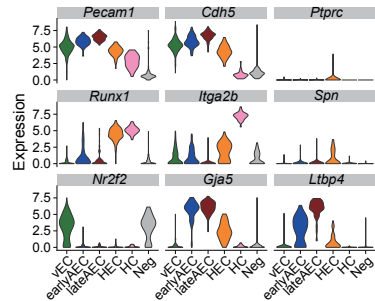 Pecam1 Cdh5 Ptprc
7.5
5.0
2.5
0.0
Runx1 Itga2b Spn
7.5
5.0
2.5
0.0
Nr2f2 Gja5 Ltbp4
7.5
5.0
2.5
0.0
Expression
vEC earlyAEC lateAEC HEC HC Neg vEC earlyAEC lateAEC HEC HC Neg vEC earlyAEC lateAEC HEC HC Neg